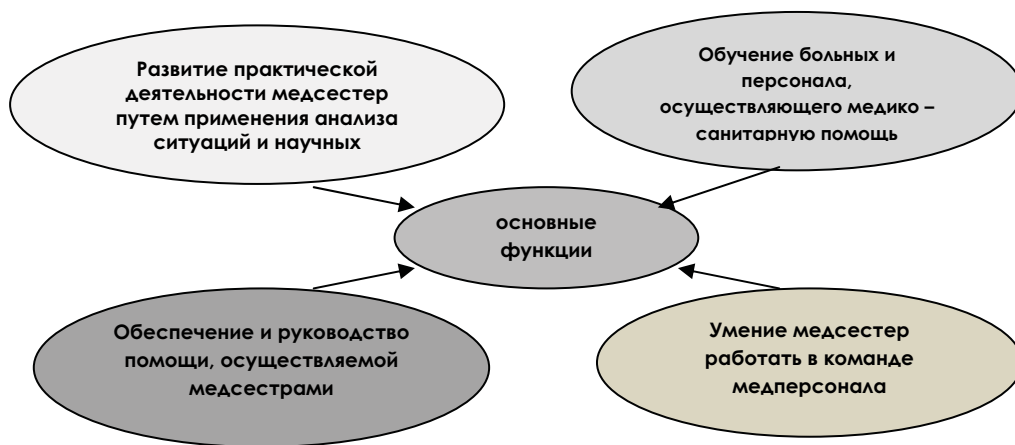 Развитие практической
деятельности медсестер
путем применения анализа
ситуаций и научных
Обучение больных и
персонала,
осуществляющего медико –
санитарную помощь
основные
функции
Обеспечение и руководство
помощи, осуществляемой
медсестрами
Умение медсестер
работать в команде
медперсонала